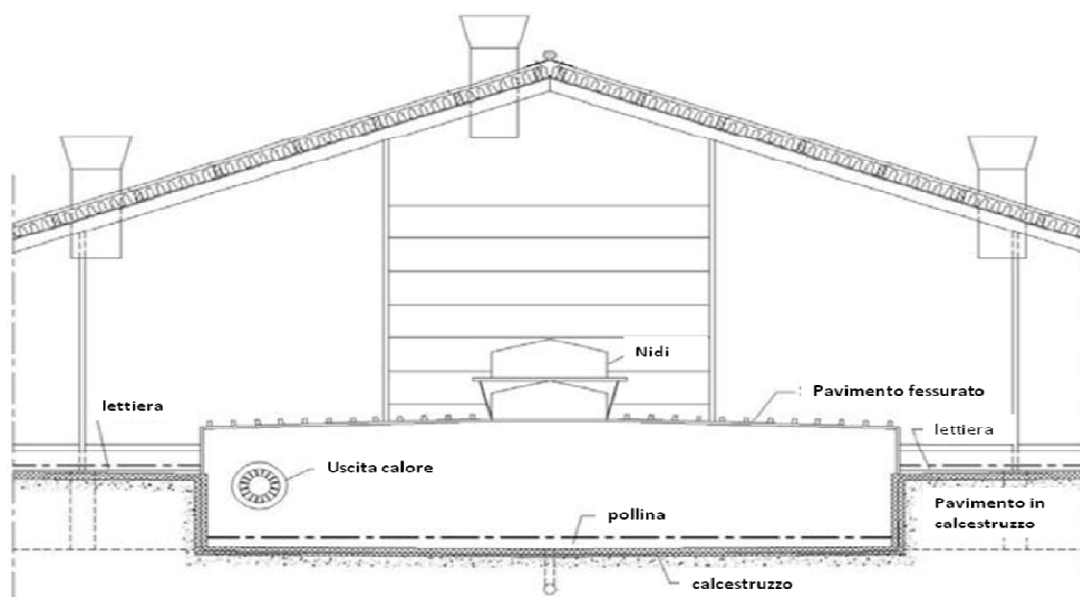 Nidi
Pavimento fessurato
lettiera
lettiera
Uscita calore
Pavimento in
calcestruzzo
pollina
calcestruzzo